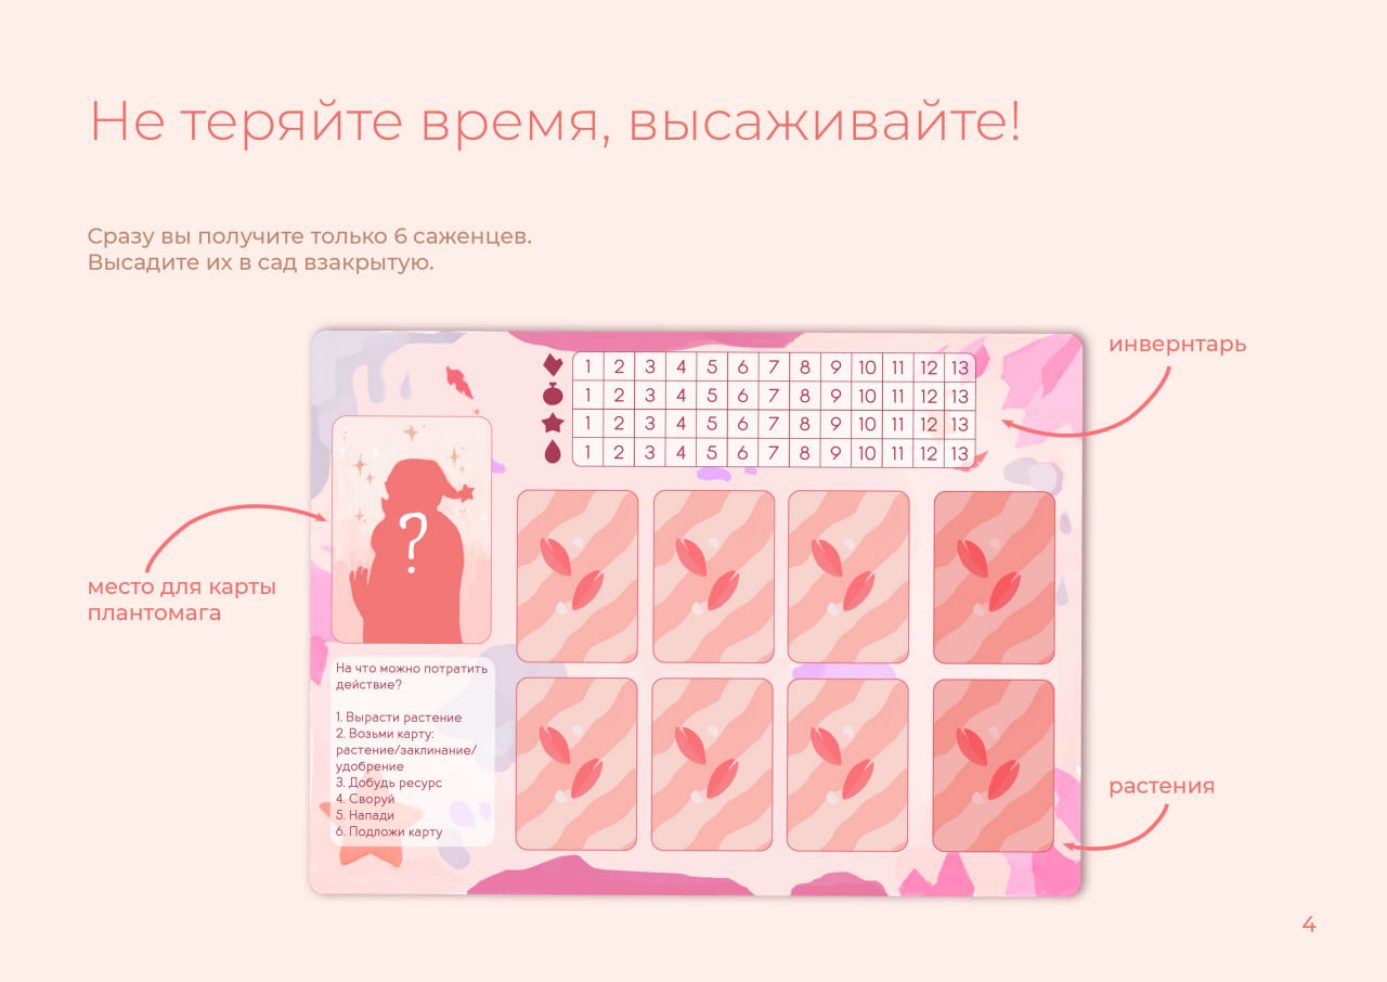 Не теряйте время, высаживайте!
Сразу вы получите только 6 саженцев.
Высадите их в сад взакрытую.
инвернтарь
1 2 3 4 5 6 7 8 9 10 11 12 13
1 2 3 4 5 6 7 8 9 10 11 12 13
1 2 3 4 5 6 7 8 9 10 11 12 13
1 2 3 4 5 6 7 8 9 10 11 12 13
?
место для карты
плантомага
На что можно потратить
действие?
1. Вырасти растение
2. Возьми карту:
растение/заклинание/
удобрение
3. Добудь ресурс
4. Своруй
5. Напади
6. Подложи карту
растения
4